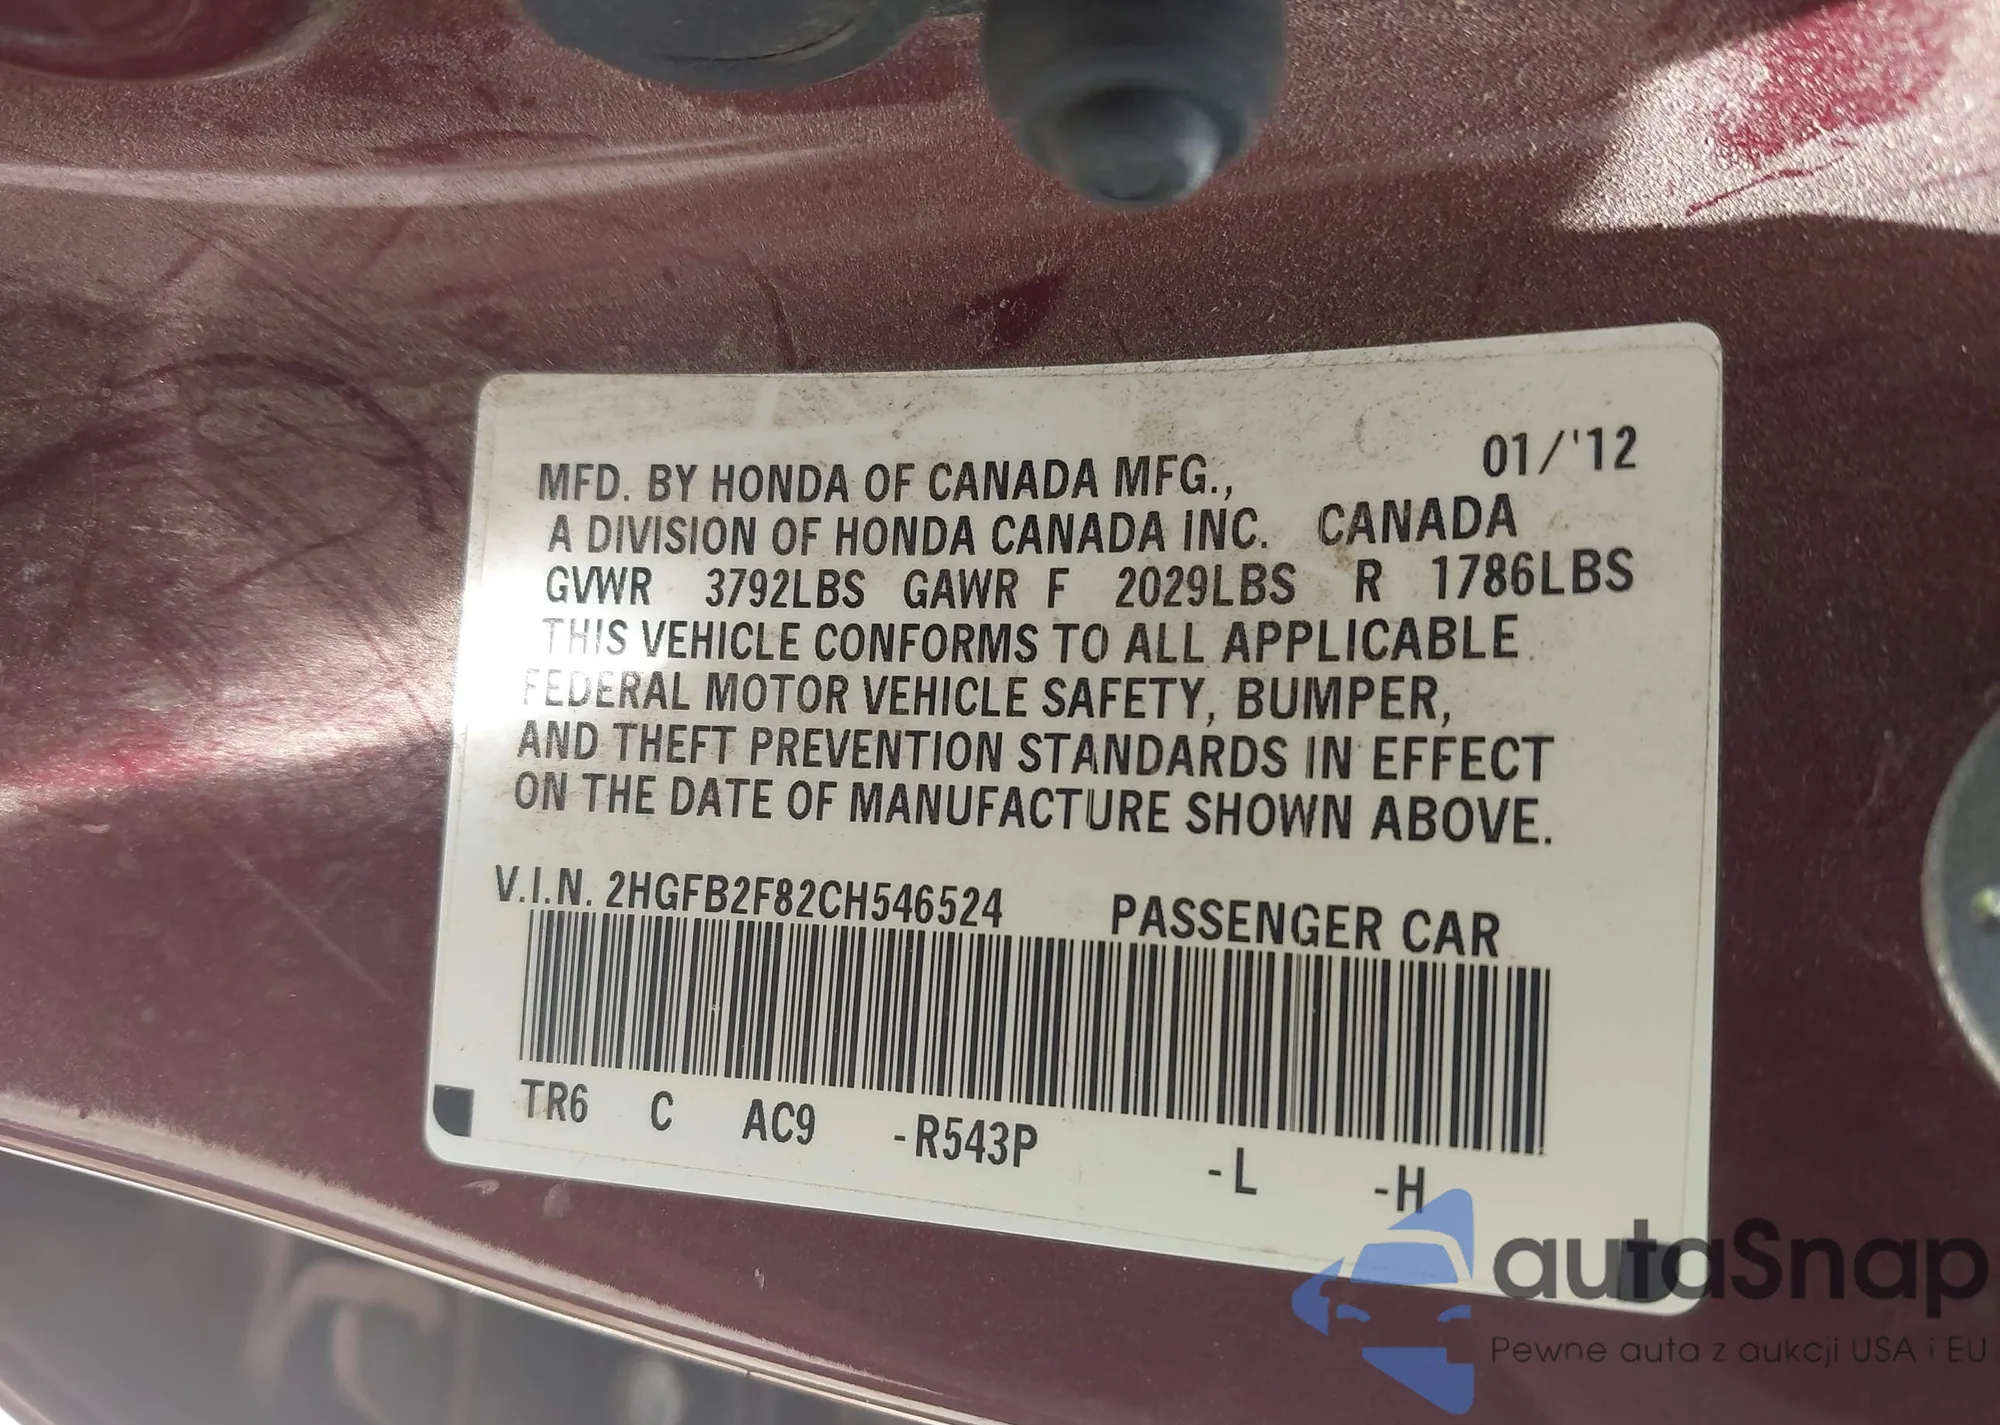 01/'12
MFD. BY HONDA OF CANADA MFG.,
A DIVISION OF HONDA CANADA INC. CANADA
GVWR 3792LBS GAWR F 2029LBS R 1786LBS
THIS VEHICLE CONFORMS TO ALL APPLICABLE
FEDERAL MOTOR VEHICLE SAFETY, BUMPER,
AND THEFT PREVENTION STANDARDS IN EFFECT
ON THE DATE OF MANUFACTURE SHOWN ABOVE.
V.I.N. 2HGFB2F82CH546524 PASSENGER CAR
TR6 C AC9 -R543P -L -H
autaSnap
Pewne auta z aukcji USA i EU